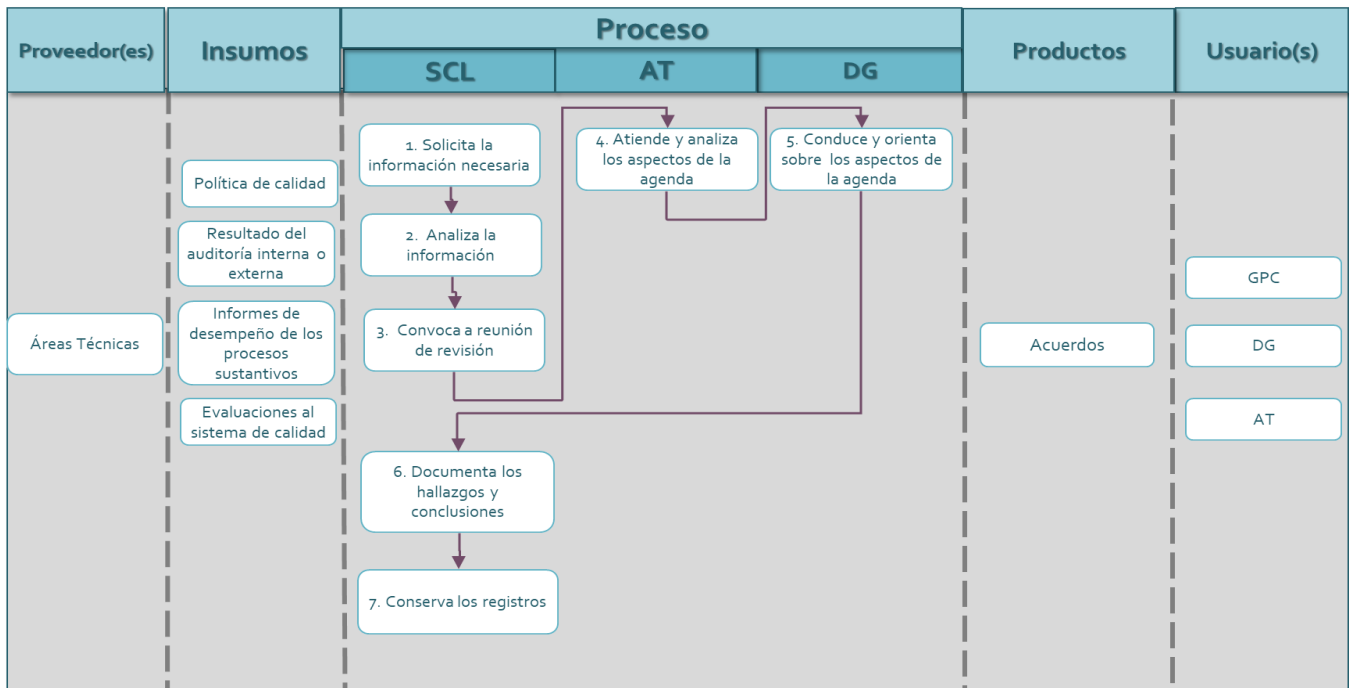 Proveedor(es)
Insumos
Proceso
SCL
AT
DG
Productos
Usuario(s)
Áreas Técnicas
Política de calidad
Resultado del
auditoría interna o
externa
Informes de
desempeño de los
procesos
sustantivos
Evaluaciones al
sistema de calidad
1. Solicita la
información necesaria
2. Analiza la
información
3. Convoca a reunión
de revisión
4. Atiende y analiza
los aspectos de la
agenda
5. Conduce y orienta
sobre los aspectos de
la agenda
6. Documenta los
hallazgos y
conclusiones
7. Conserva los registros
Acuerdos
GPC
DG
AT